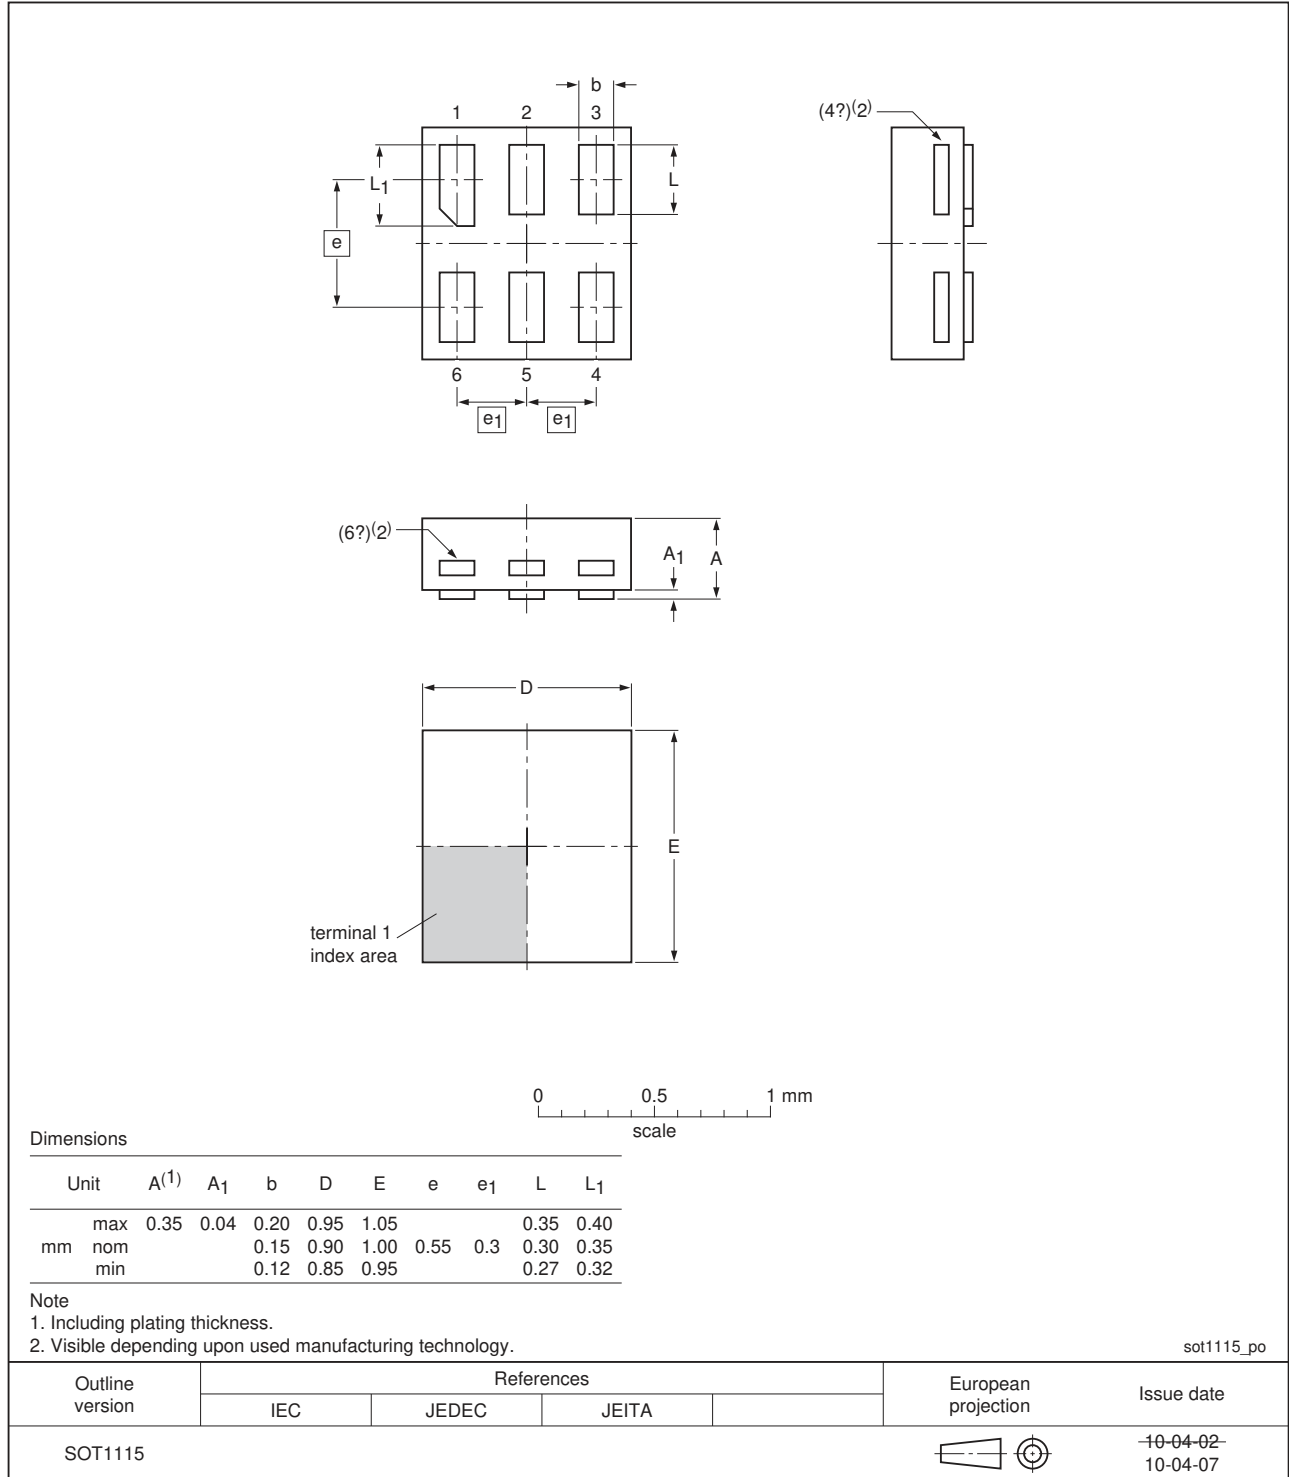 b
1 2 3
(4?)(2)
L1
L
e
6 5 4
e1 e1
(6?)(2)
A1 A
D
E
terminal 1
index area
0 0.5 1 mm
scale
Dimensions
Unit A(1) A1 b D E e e1 L L1
max 0.35 0.04 0.20 0.95 1.05 0.35 0.40
mm nom 0.15 0.90 1.00 0.55 0.3 0.30 0.35
min 0.12 0.85 0.95 0.27 0.32
Note
1. Including plating thickness.
2. Visible depending upon used manufacturing technology.
sot1115_po
Outline version References European projection Issue date
IEC JEDEC JEITA
SOT1115 10-04-02
10-04-07